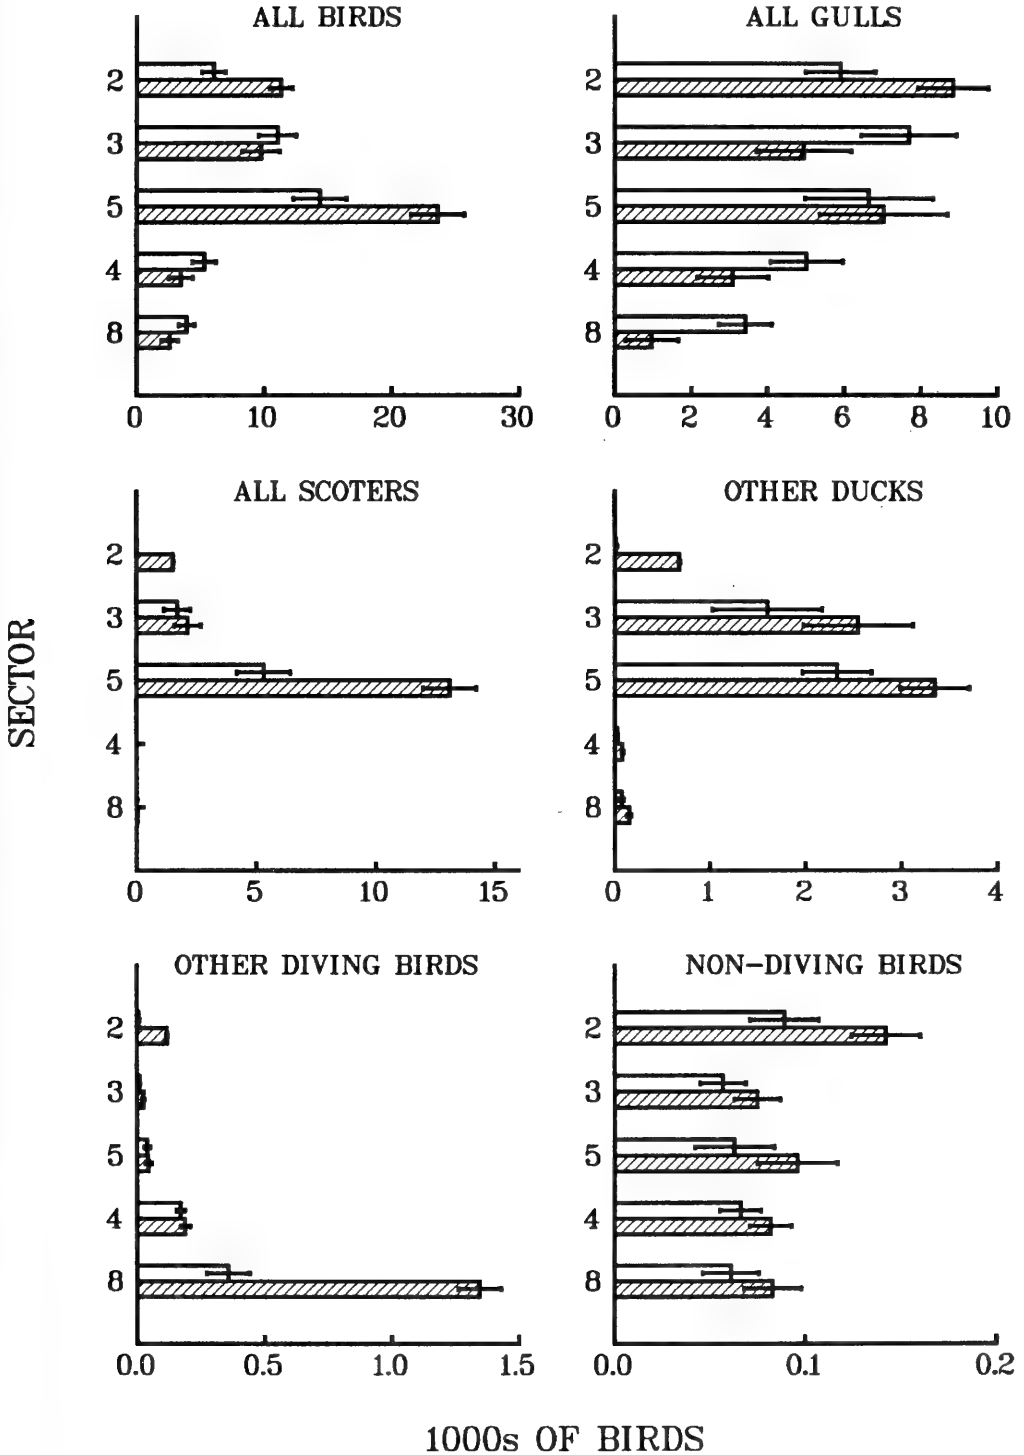 ALL BIRDS
2
3
5
4
8
0 10 20 30
ALL GULLS
2
3
5
4
8
0 2 4 6 8 10
ALL SCOTERS
2
3
5
4
8
0 5 10 15
OTHER DUCKS
2
3
5
4
8
0 1 2 3 4
OTHER DIVING BIRDS
2
3
5
4
8
0.0 0.5 1.0 1.5
NON-DIVING BIRDS
2
3
5
4
8
0.0 0.1 0.2
SECTOR
1000s OF BIRDS